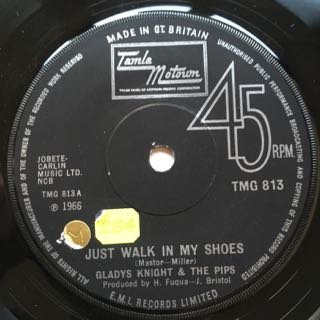 MADE IN GT. BRITAIN
UNAUTHORISED PUBLIC PERFORMANCE BROADCASTING AND COPYING OF THIS RECORD PROHIBITED
ALL RIGHTS OF THE MANUFACTURER AND OF THE OWNER OF THE RECORDED WORK RESERVED
Tamla
Motown
TRADE MARK OF MOTOWN RECORD CORPORATION
45
RPM.
JOBETE-
CARLIN
MUSIC LTD.
NCB
TMG 813
TMG 813 A
℗ 1966
JUST WALK IN MY SHOES
(Mastor—Miller)
GLADYS KNIGHT & THE PIPS
Produced by H. Fuqua—J. Bristol
E.M.I. RECORDS LIMITED